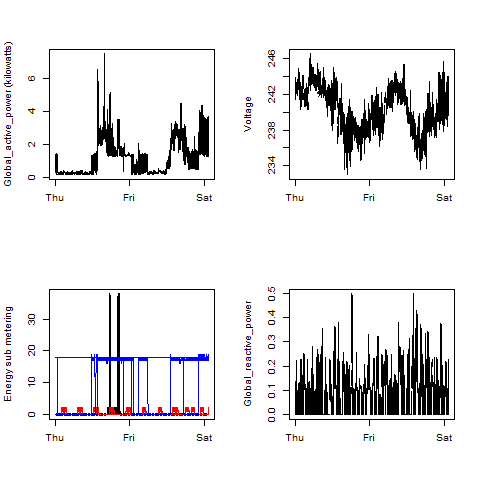 Global_active_power (kilowatts)
0 2 4 6
Thu Fri Sat
Voltage
234 238 242 246
Thu Fri Sat
Energy sub metering
0 10 20 30
Thu Fri Sat
Global_reactive_power
0.0 0.1 0.2 0.3 0.4 0.5
Thu Fri Sat